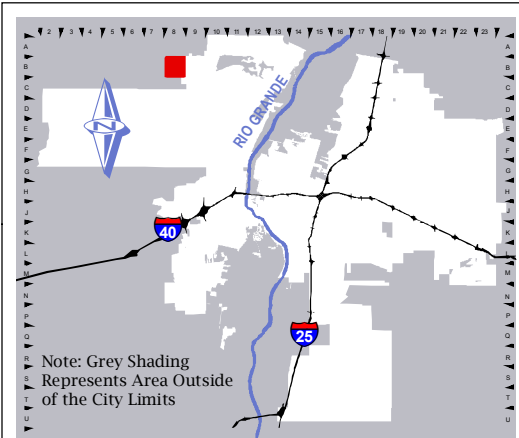 2 3 4 5 6 7 8 9 10 11 12 13 14 15 16 17 18 19 20 21 22 23
A A
B B
C C
D D
E E
F F
G G
H H
J J
K K
L L
M M
N N
P P
Q Q
R R
S S
T T
U U
N
RIO GRANDE
40
25
Note: Grey Shading
Represents Area Outside
of the City Limits